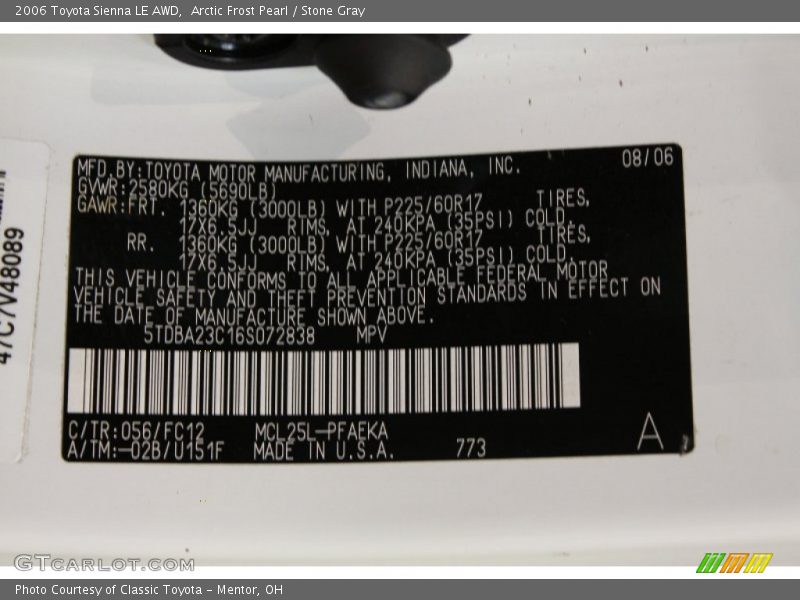 2006 Toyota Sienna LE AWD,  Arctic Frost Pearl / Stone Gray
MFD.BY:TOYOTA MOTOR MANUFACTURING, INDIANA, INC. 08/06
GVWR:2580KG (5690LB)
GAWR:FRT. 1360KG (3000LB) WITH P225/60R17 TIRES,
17X6.5JJ RIMS, AT 240KPA (35PSI) COLD,
RR. 1360KG (3000LB) WITH P225/60R17 TIRES,
17X6.5JJ RIMS, AT 240KPA (35PSI) COLD.
THIS VEHICLE CONFORMS TO ALL APPLICABLE FEDERAL MOTOR
VEHICLE SAFETY AND THEFT PREVENTION STANDARDS IN EFFECT ON
THE DATE OF MANUFACTURE SHOWN ABOVE.
5TDBA23C16S072838 MPV
C/TR:056/FC12 MCL25L-PFAEKA
A/TM:-02B/U151F MADE IN U.S.A. 773 A
47C7V48089
GTCARLOT.COM
Photo Courtesy of Classic Toyota - Mentor, OH